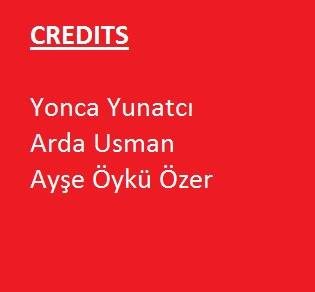 CREDITS
Yonca Yunatcı
Arda Usman
Ayşe Öykü Özer